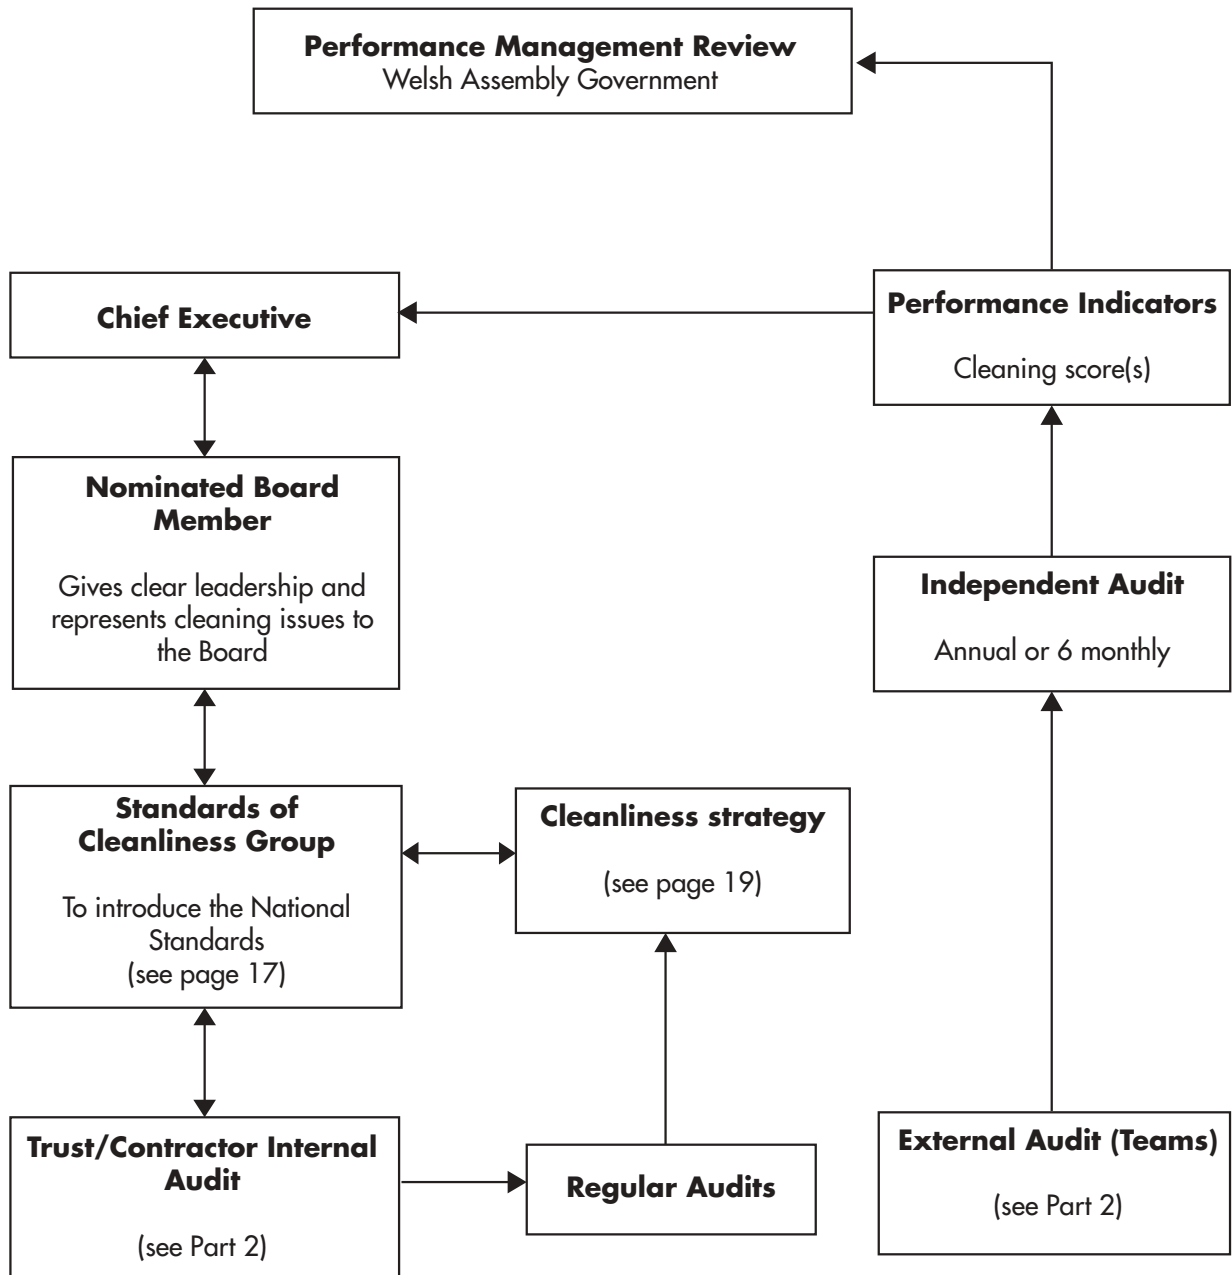 Performance Management Review
Welsh Assembly Government
Chief Executive
Performance Indicators
Cleaning score(s)
Nominated Board
Member
Gives clear leadership and
represents cleaning issues to
the Board
Independent Audit
Annual or 6 monthly
Standards of
Cleanliness Group
To introduce the National
Standards
(see page 17)
Cleanliness strategy
(see page 19)
Trust/Contractor Internal
Audit
(see Part 2)
Regular Audits
External Audit (Teams)
(see Part 2)